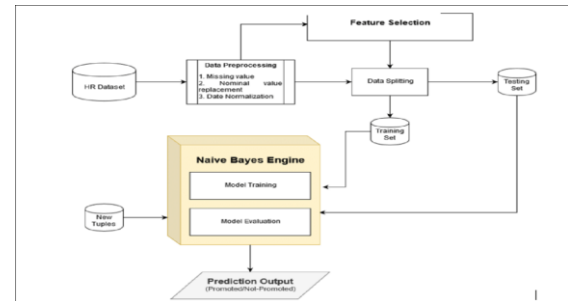 Feature Selection
Data Preprocessing
1. Missing value
2. Nominal value
replacement
3. Data Normalization
HR Dataset
Data Splitting
Testing
Set
Training
Set
Naive Bayes Engine
Model Training
New
Tuples
Model Evaluation
Prediction Output
(Promoted/Not-Promoted)